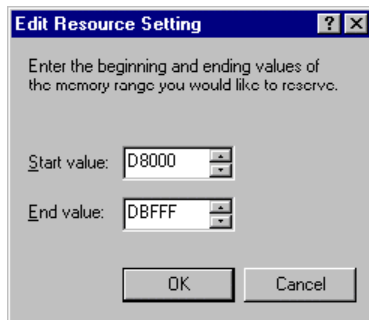 Edit Resource Setting
Enter the beginning and ending values of
the memory range you would like to reserve.
Start value: D8000
End value: DBFFF
OK Cancel